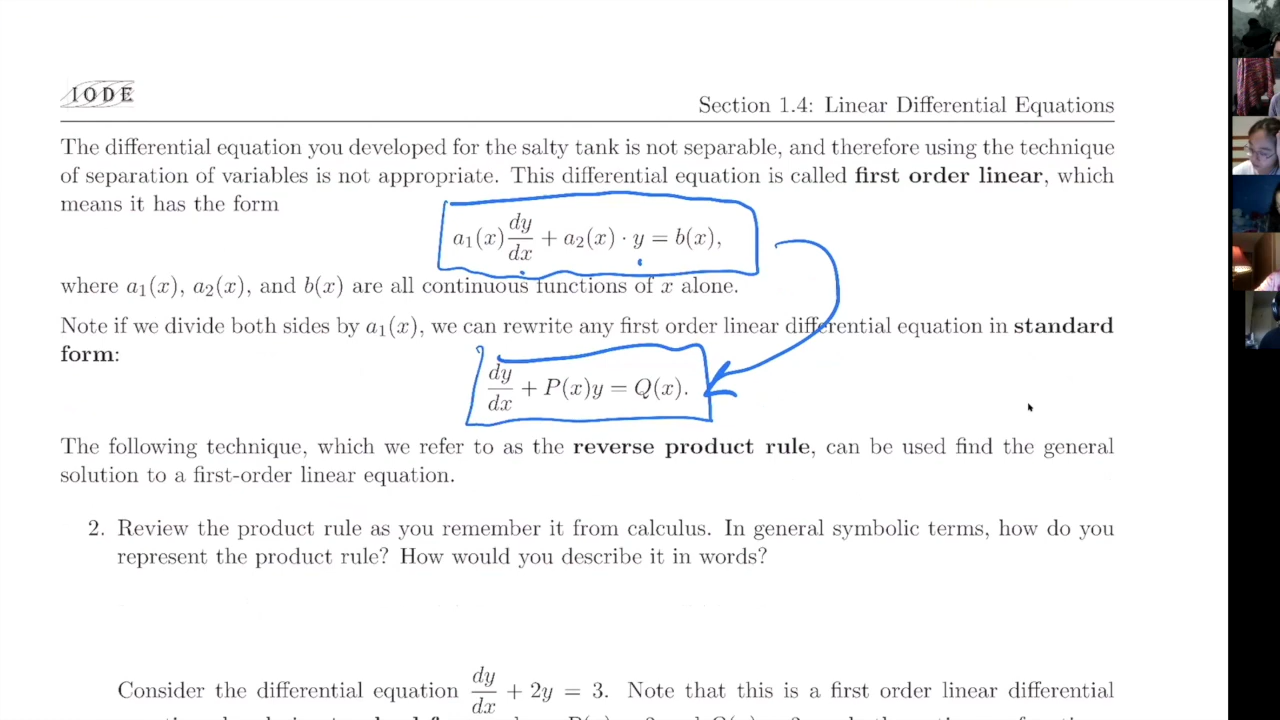 IODE
Section 1.4: Linear Differential Equations
The differential equation you developed for the salty tank is not separable, and therefore using the technique
of separation of variables is not appropriate. This differential equation is called first order linear, which
means it has the form
a₁(x) dy/dx + a₂(x) · y = b(x),
where a₁(x), a₂(x), and b(x) are all continuous functions of x alone.
Note if we divide both sides by a₁(x), we can rewrite any first order linear differential equation in standard
form:
dy/dx + P(x)y = Q(x).
The following technique, which we refer to as the reverse product rule, can be used find the general
solution to a first-order linear equation.
2. Review the product rule as you remember it from calculus. In general symbolic terms, how do you
represent the product rule? How would you describe it in words?
Consider the differential equation dy/dx + 2y = 3. Note that this is a first order linear differential